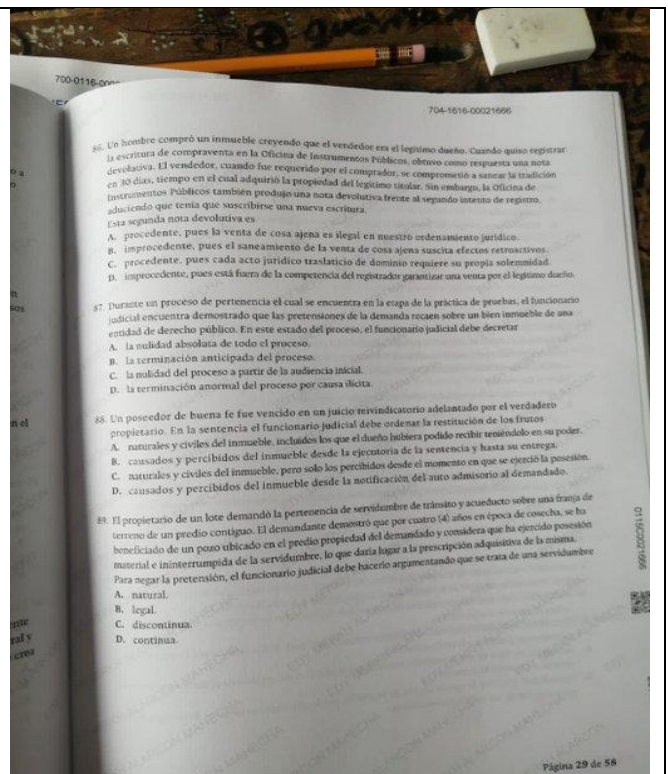 700-0116-000
704-1616-00021666
86. Un hombre compró un inmueble creyendo que el vendedor era el legítimo dueño. Cuando quiso registrar
la escritura de compraventa en la Oficina de Instrumentos Públicos, obtuvo como respuesta una nota
devolutiva. El vendedor, cuando fue requerido por el comprador, se comprometió a sanear la tradición
en 30 días, tiempo en el cual adquirió la propiedad del legítimo titular. Sin embargo, la Oficina de
Instrumentos Públicos también produjo una nota devolutiva frente al segundo intento de registro,
aduciendo que tenía que suscribirse una nueva escritura.
Esta segunda nota devolutiva es
A. procedente, pues la venta de cosa ajena es ilegal en nuestro ordenamiento jurídico.
B. improcedente, pues el saneamiento de la venta de cosa ajena suscita efectos retroactivos.
C. procedente, pues cada acto jurídico traslaticio de dominio requiere su propia solemnidad.
D. improcedente, pues está fuera de la competencia del registrador garantizar una venta por el legítimo dueño.
87. Durante un proceso de pertenencia el cual se encuentra en la etapa de la práctica de pruebas, el funcionario
judicial encuentra demostrado que las pretensiones de la demanda recaen sobre un bien inmueble de una
entidad de derecho público. En este estado del proceso, el funcionario judicial debe decretar
A. la nulidad absoluta de todo el proceso.
B. la terminación anticipada del proceso.
C. la nulidad del proceso a partir de la audiencia inicial.
D. la terminación anormal del proceso por causa ilícita.
88. Un poseedor de buena fe fue vencido en un juicio reivindicatorio adelantado por el verdadero
propietario. En la sentencia el funcionario judicial debe ordenar la restitución de los frutos
A. naturales y civiles del inmueble, incluidos los que el dueño hubiera podido recibir teniéndolo en su poder.
B. causados y percibidos del inmueble desde la ejecutoria de la sentencia y hasta su entrega.
C. naturales y civiles del inmueble, pero solo los percibidos desde el momento en que se ejerció la posesión.
D. causados y percibidos del inmueble desde la notificación del auto admisorio al demandado.
89. El propietario de un lote demandó la pertenencia de servidumbre de tránsito y acueducto sobre una franja de
terreno de un predio contiguo. El demandante demostró que por cuatro (4) años en época de cosecha, se ha
beneficiado de un pozo ubicado en el predio propiedad del demandado y considera que ha ejercido posesión
material e ininterrumpida de la servidumbre, lo que daría lugar a la prescripción adquisitiva de la misma.
Para negar la pretensión, el funcionario judicial debe hacerlo argumentando que se trata de una servidumbre
A. natural.
B. legal.
C. discontinua.
D. continua.
Página 29 de 58